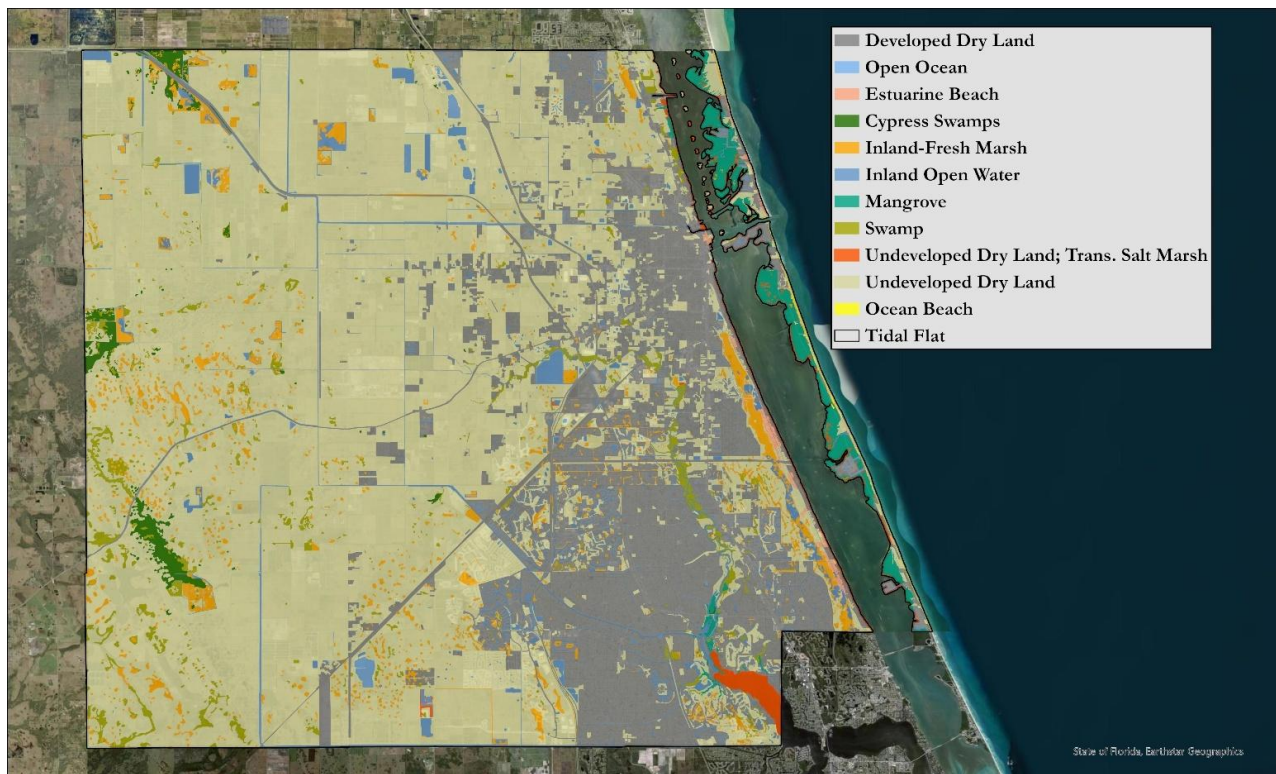 Developed Dry Land
Open Ocean
Estuarine Beach
Cypress Swamps
Inland-Fresh Marsh
Inland Open Water
Mangrove
Swamp
Undeveloped Dry Land; Trans. Salt Marsh
Undeveloped Dry Land
Ocean Beach
Tidal Flat
State of Florida, Earthstar Geographics